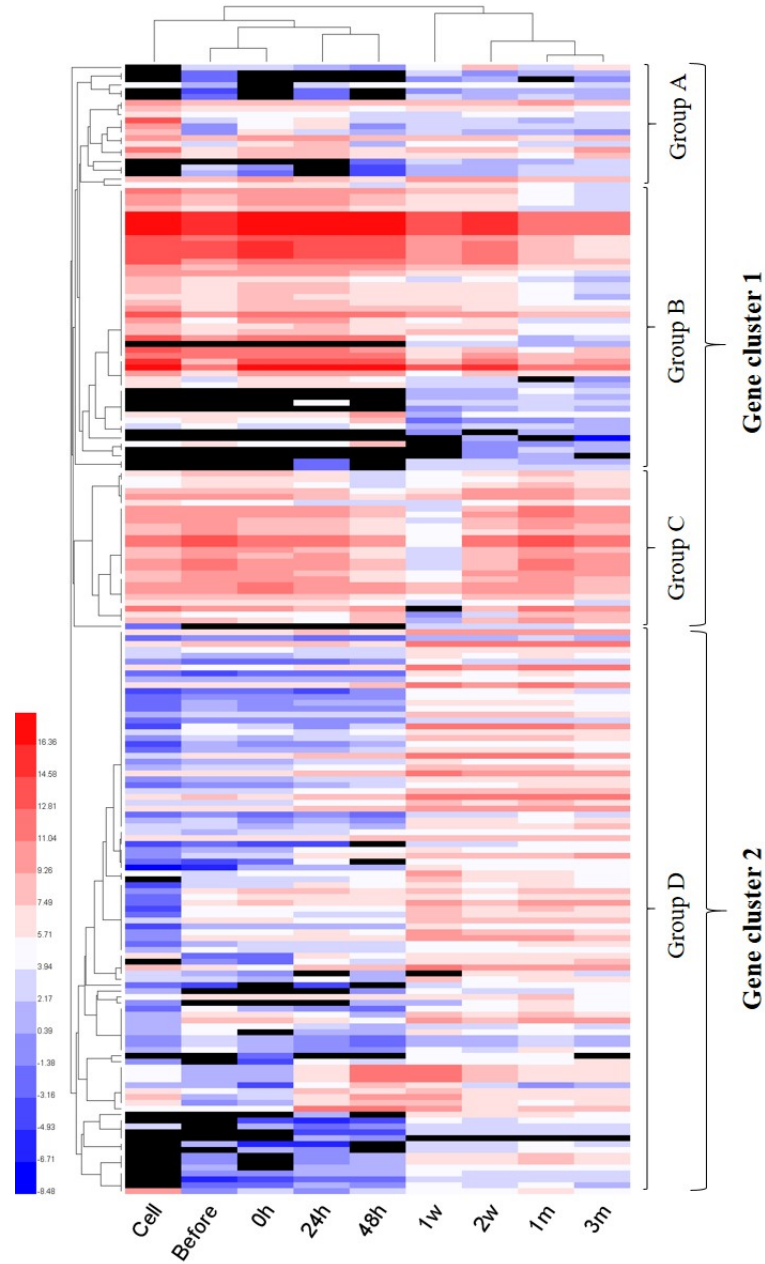 Group A
Group B
Group C
Group D
Gene cluster 1
Gene cluster 2
16.36
14.58
12.81
11.04
9.26
7.49
5.71
3.94
2.17
0.39
-1.38
-3.16
-4.93
-6.71
-8.48
Cell
Before
0h
24h
48h
1w
2w
1m
3m